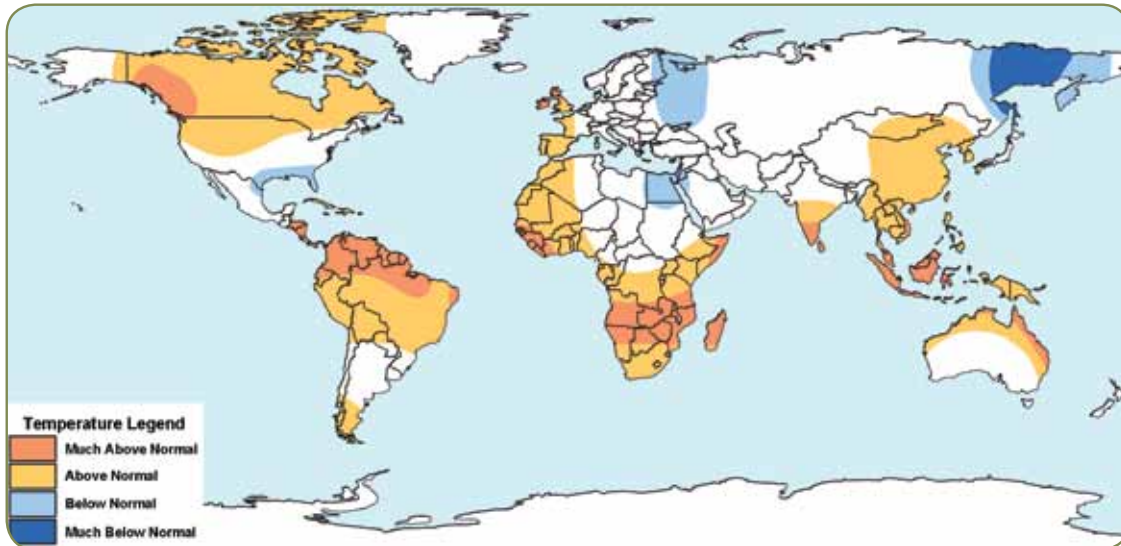 Temperature Legend
Much Above Normal
Above Normal
Below Normal
Much Below Normal